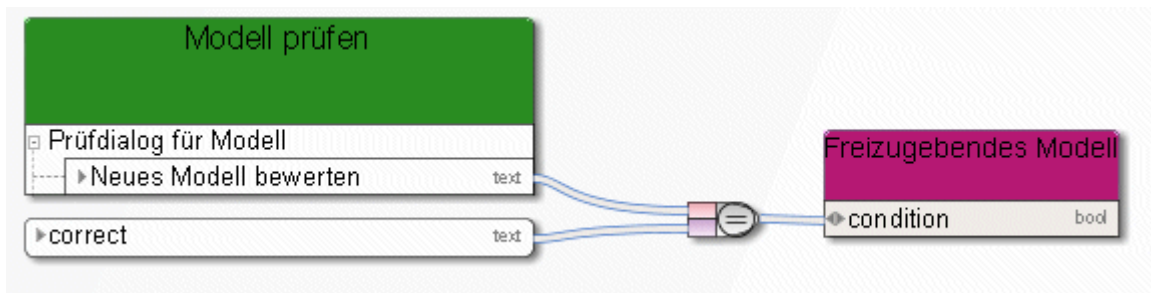 Modell prüfen
Prüfdialog für Modell
Neues Modell bewerten text
correct text
=
Freizugebendes Modell
condition bool